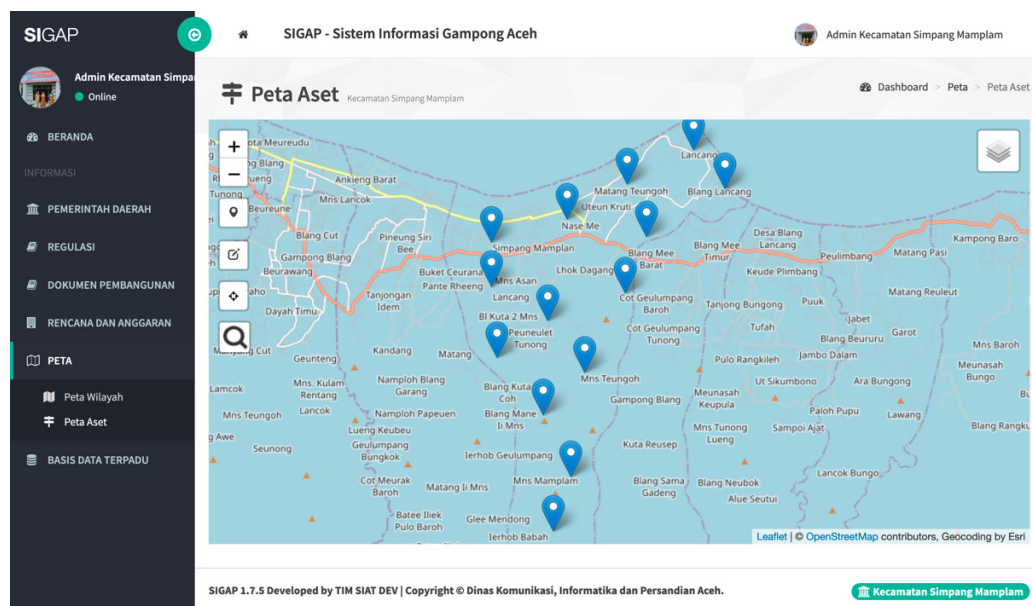 SIGAP
SIGAP - Sistem Informasi Gampong Aceh
Admin Kecamatan Simpang Mamplam
Admin Kecamatan Simpa
Online
BERANDA
INFORMASI
PEMERINTAH DAERAH
REGULASI
DOKUMEN PEMBANGUNAN
RENCANA DAN ANGGARAN
PETA
Peta Wilayah
Peta Aset
BASIS DATA TERPADU
Peta Aset Kecamatan Simpang Mamplam
Dashboard > Peta > Peta Aset
+
−
ota Meureudu
Lancang
Ankieng Barat
Matang Teungoh
Blang Lancang
Mns Lancok
Beureune
Uteun Kruti
Nase Me
Blang Cut
Pineung Siri
Bee
Desa Blang
Lancang
Kampong Baro
Gampong Blang
Simpang Mamplan
Blang Mee
Barat
Blang Mee
Timur
Peulimbang
Matang Pasi
Beurawang
Buket Ceurana
Pante Rheeng
Mns Asan
Lhok Dagang
Keude Plimbang
Tanjongan
Idem
Lancang
Cot Geulumpang
Baroh
Tanjong Bungong
Puuk
Matang Reuleut
Dayah Timu
Bl Kuta 2 Mns
Cot Geulumpang
Tunong
Tufah
Jabet
Garot
Peuneulet
Tunong
Blang Beururu
Mns Baroh
Geunteng
Kandang
Matang
Pulo Rangkileh
Jambo Dalam
Meunasah
Bungo
Lamcok
Mns. Kulam
Rentang
Namploh Blang
Garang
Blang Kuta
Coh
Mns Teungoh
Gampong Blang
Meunasah
Keupula
Ut Sikumbono
Ara Bungong
Mns Teungoh
Lancok
Namploh Papeuen
Blang Mane
Ii Mns
Mns Tunong
Lueng
Paloh Pupu
Sampoi Ajat
Lawang
Blang Rangku
g Awe
Lueng Keubeu
Seunong
Geulumpang
Bungkok
Ierhob Geulumpang
Kuta Reusep
Cot Meurak
Baroh
Matang Ii Mns
Mns Mamplam
Blang Sama
Gadeng
Blang Neubok
Lancok Bungo
Alue Seutui
Batee Iliek
Pulo Baroh
Glee Mendong
Ierhob Babah
Leaflet | © OpenStreetMap contributors, Geocoding by Esri
SIGAP 1.7.5 Developed by TIM SIAT DEV | Copyright © Dinas Komunikasi, Informatika dan Persandian Aceh.
Kecamatan Simpang Mamplam